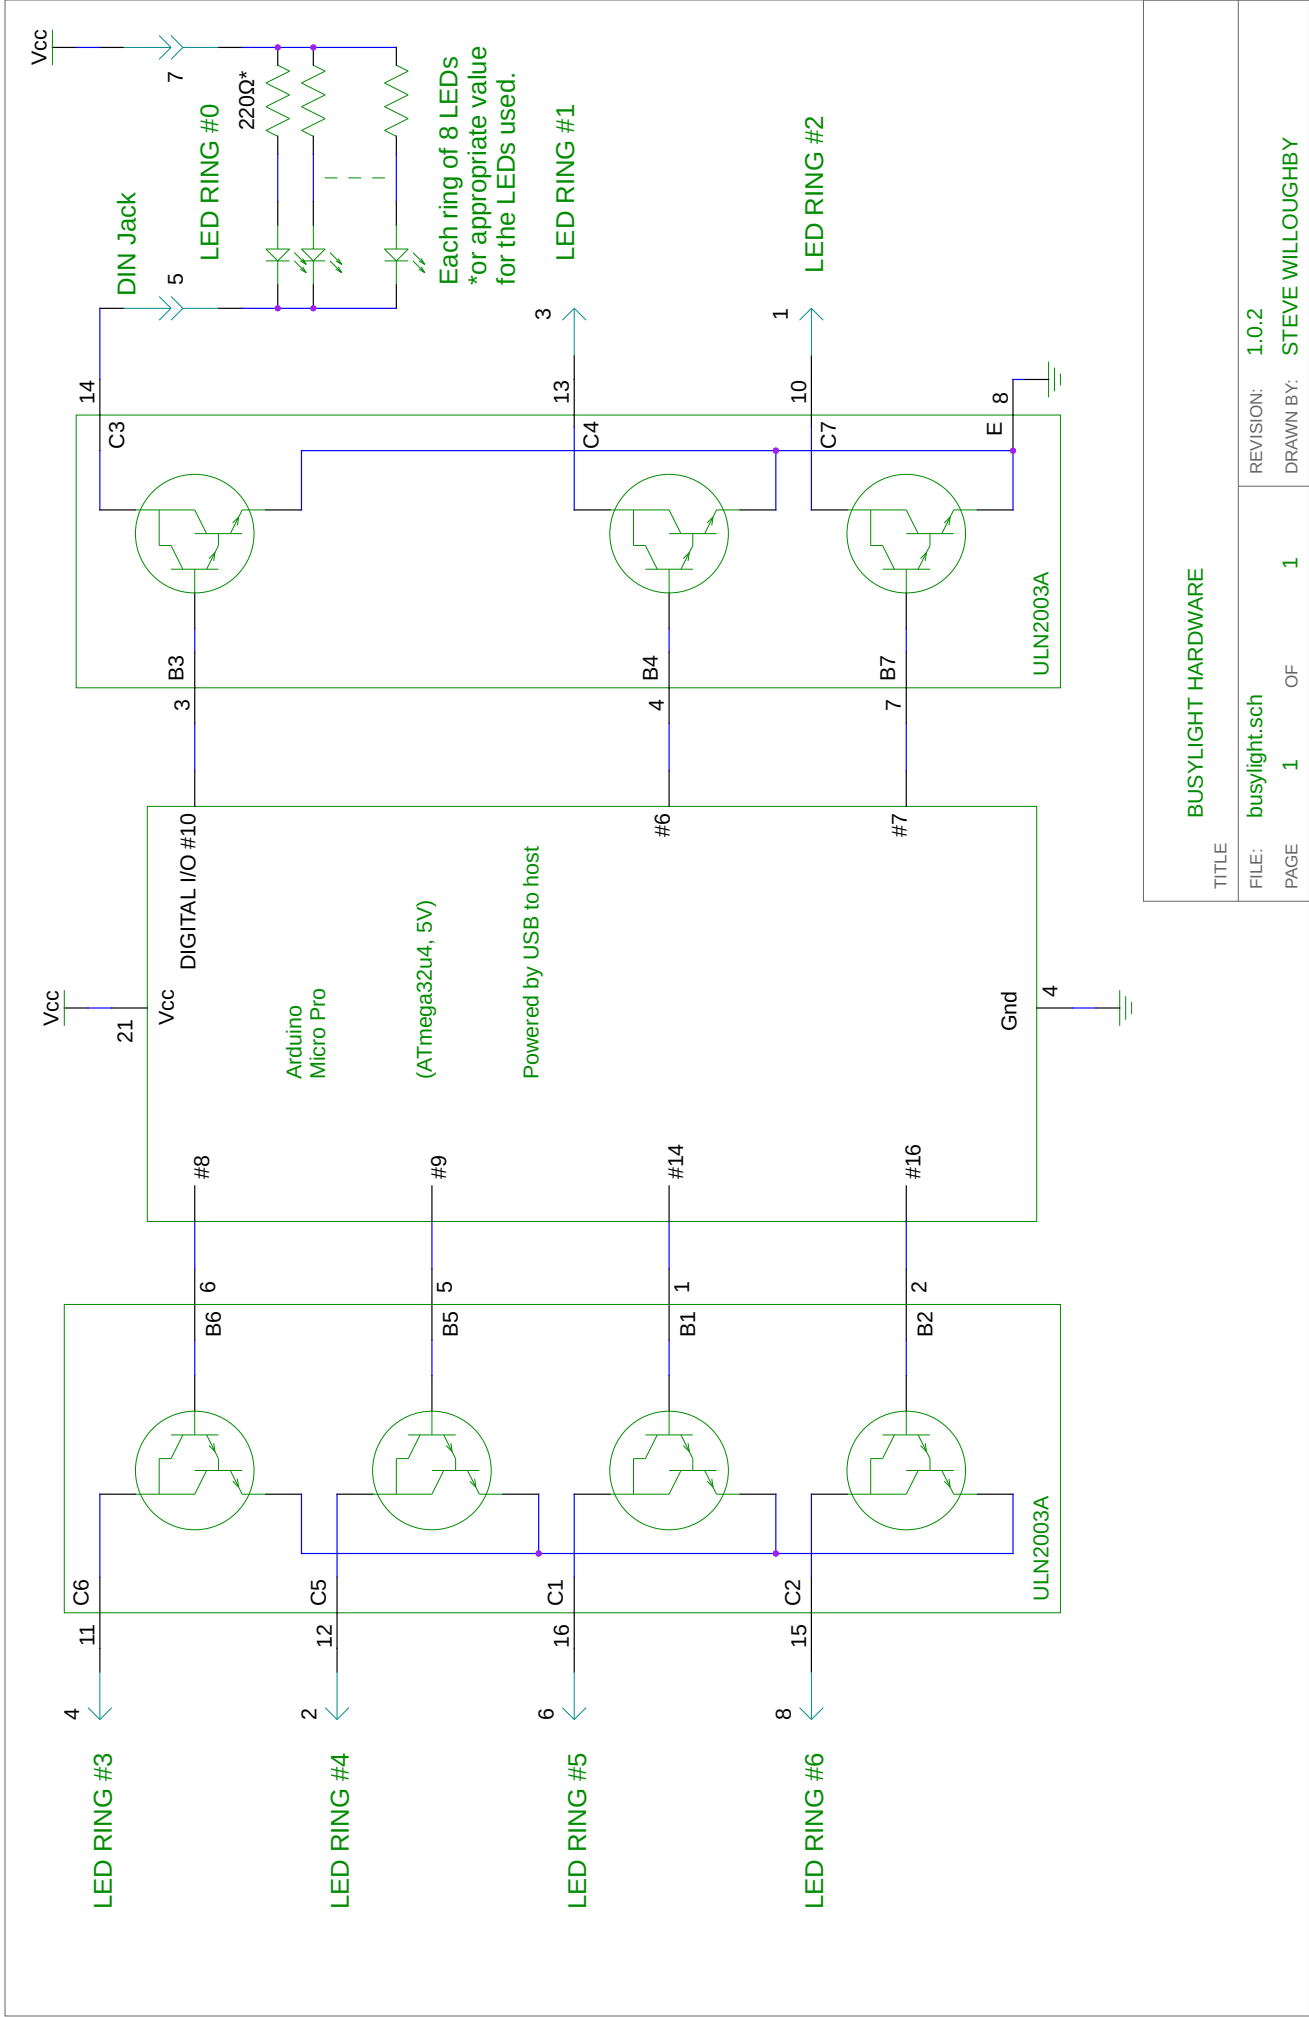 Vcc
7
DIN Jack
5
LED RING #0
220Ω*
Each ring of 8 LEDs
*or appropriate value
for the LEDs used.
3
LED RING #1
1
LED RING #2
14
C3
13
C4
10
C7
8
E
B3
3
B4
4
B7
7
ULN2003A
DIGITAL I/O #10
#6
#7
Vcc
21
Vcc
Arduino
Micro Pro
(ATmega32u4, 5V)
Powered by USB to host
Gnd
4
#8
#9
#14
#16
6
B6
5
B5
1
B1
2
B2
ULN2003A
C6
11
C5
12
C1
16
C2
15
4
LED RING #3
2
LED RING #4
6
LED RING #5
8
LED RING #6
BUSYLIGHT HARDWARE
TITLE
FILE: busylight.sch
REVISION: 1.0.2
PAGE 1 OF 1
DRAWN BY: STEVE WILLOUGHBY